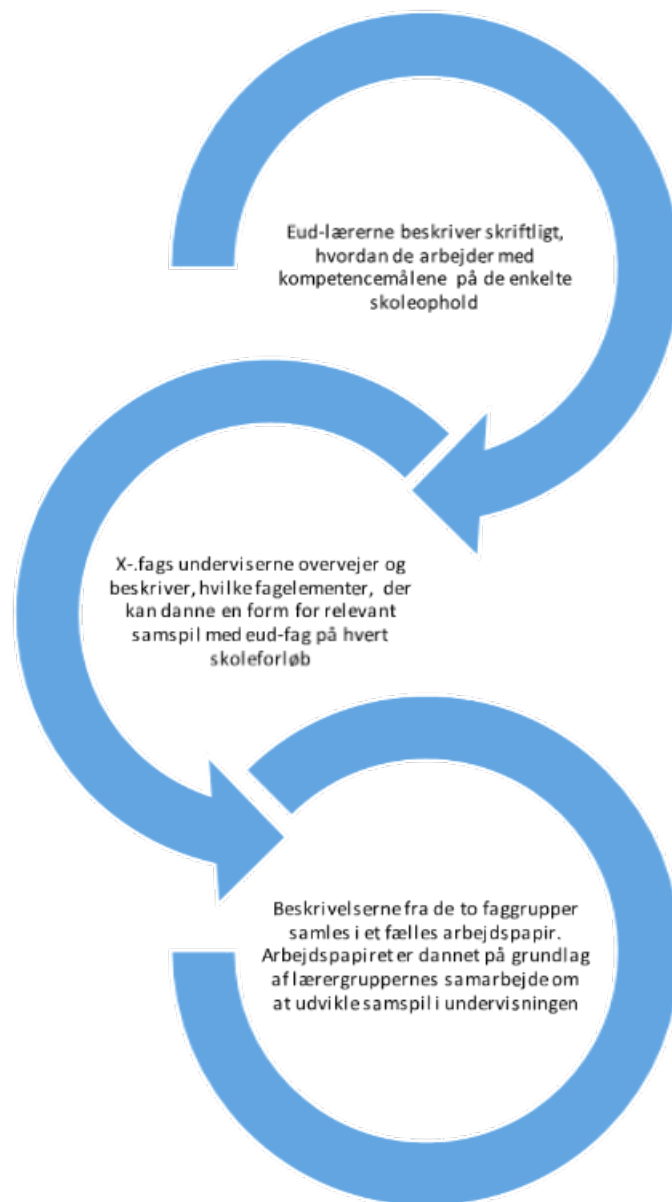 Eud-lærerne beskriver skriftligt,
hvordan de arbejder med
kompetencemålene på de enkelte
skoleophold
X-.fags underviserne overvejer og
beskriver, hvilke fagelementer, der
kan danne en form for relevant
samspil med eud-fag på hvert
skoleforløb
Beskrivelserne fra de to faggrupper
samles i et fælles arbejdspapir.
Arbejdspapiret er dannet på grundlag
af lærergruppernes samarbejde om
at udvikle samspil i undervisningen